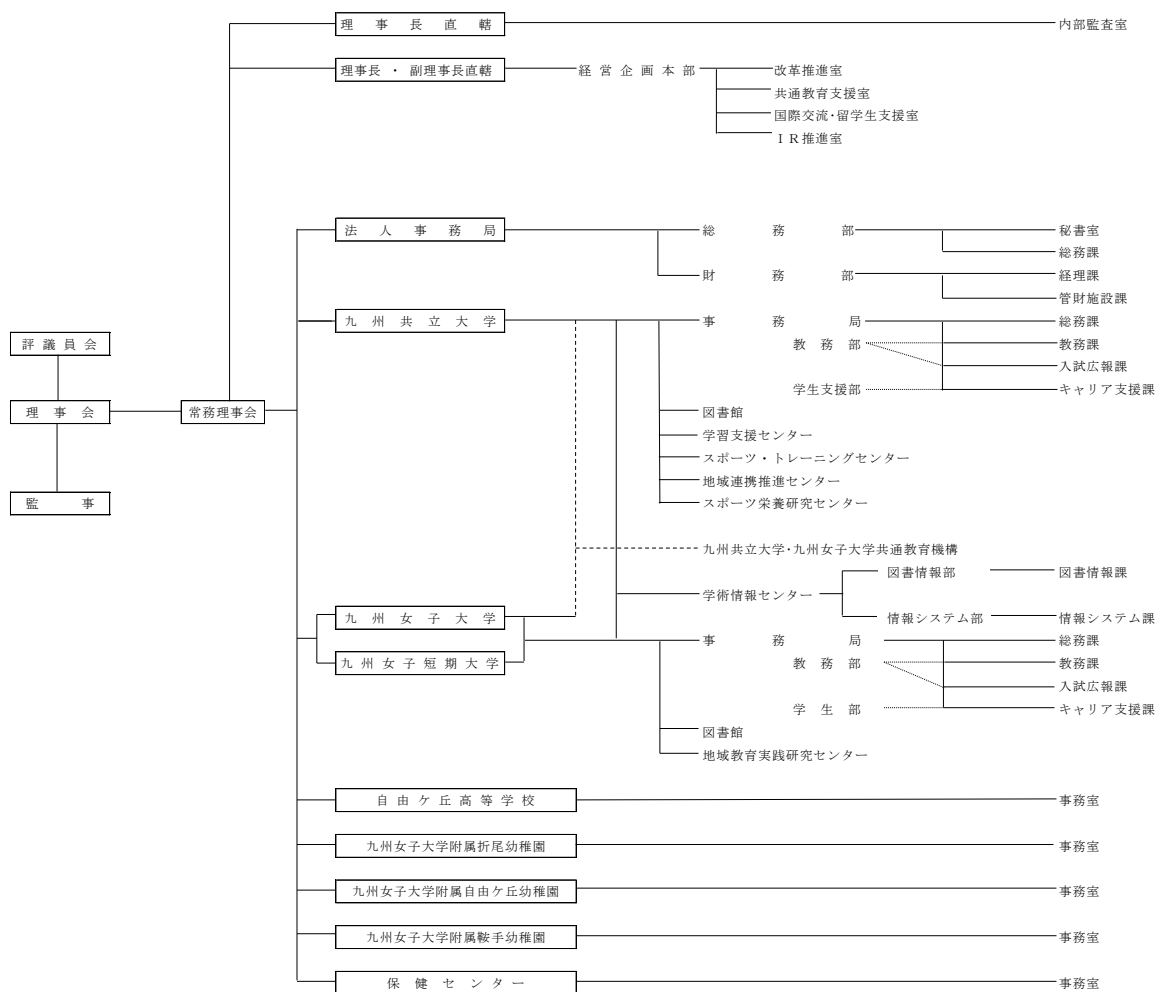 理事長直轄 内部監査室
理事長・副理事長直轄 経営企画本部 改革推進室
共通教育支援室
国際交流・留学生支援室
ＩＲ推進室
法人事務局 総務部 秘書室
総務課
財務部 経理課
管財施設課
九州共立大学 事務局 総務課
評議員会 教務部 教務課
入試広報課
学生支援部 キャリア支援課
理事会 常務理事会 図書館
学習支援センター
スポーツ・トレーニングセンター
地域連携推進センター
監事 スポーツ栄養研究センター
九州共立大学・九州女子大学共通教育機構
図書情報部 図書情報課
学術情報センター
九州女子大学 情報システム部 情報システム課
事務局 総務課
九州女子短期大学 教務部 教務課
入試広報課
学生部 キャリア支援課
図書館
地域教育実践研究センター
自由ケ丘高等学校 事務室
九州女子大学附属折尾幼稚園 事務室
九州女子大学附属自由ケ丘幼稚園 事務室
九州女子大学附属鞍手幼稚園 事務室
保健センター 事務室